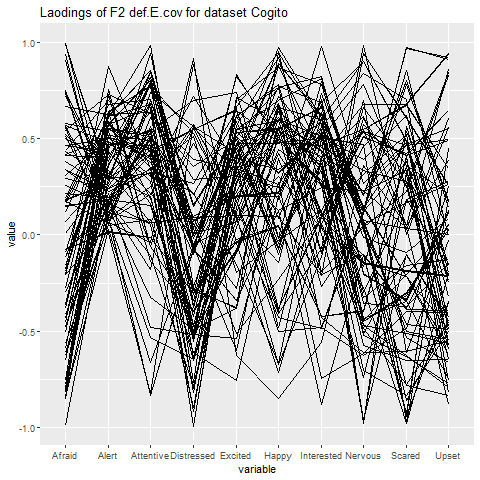 Laodings of F2 def.E.cov for dataset Cogito
1.0
0.5
0.0
-0.5
-1.0
value
Afraid Alert Attentive Distressed Excited Happy Interested Nervous Scared Upset
variable